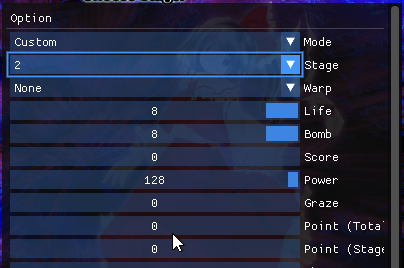 Option
Custom Mode
2 Stage
None Warp
8 Life
8 Bomb
0 Score
128 Power
0 Graze
0 Point (Total
0 Point (Stage